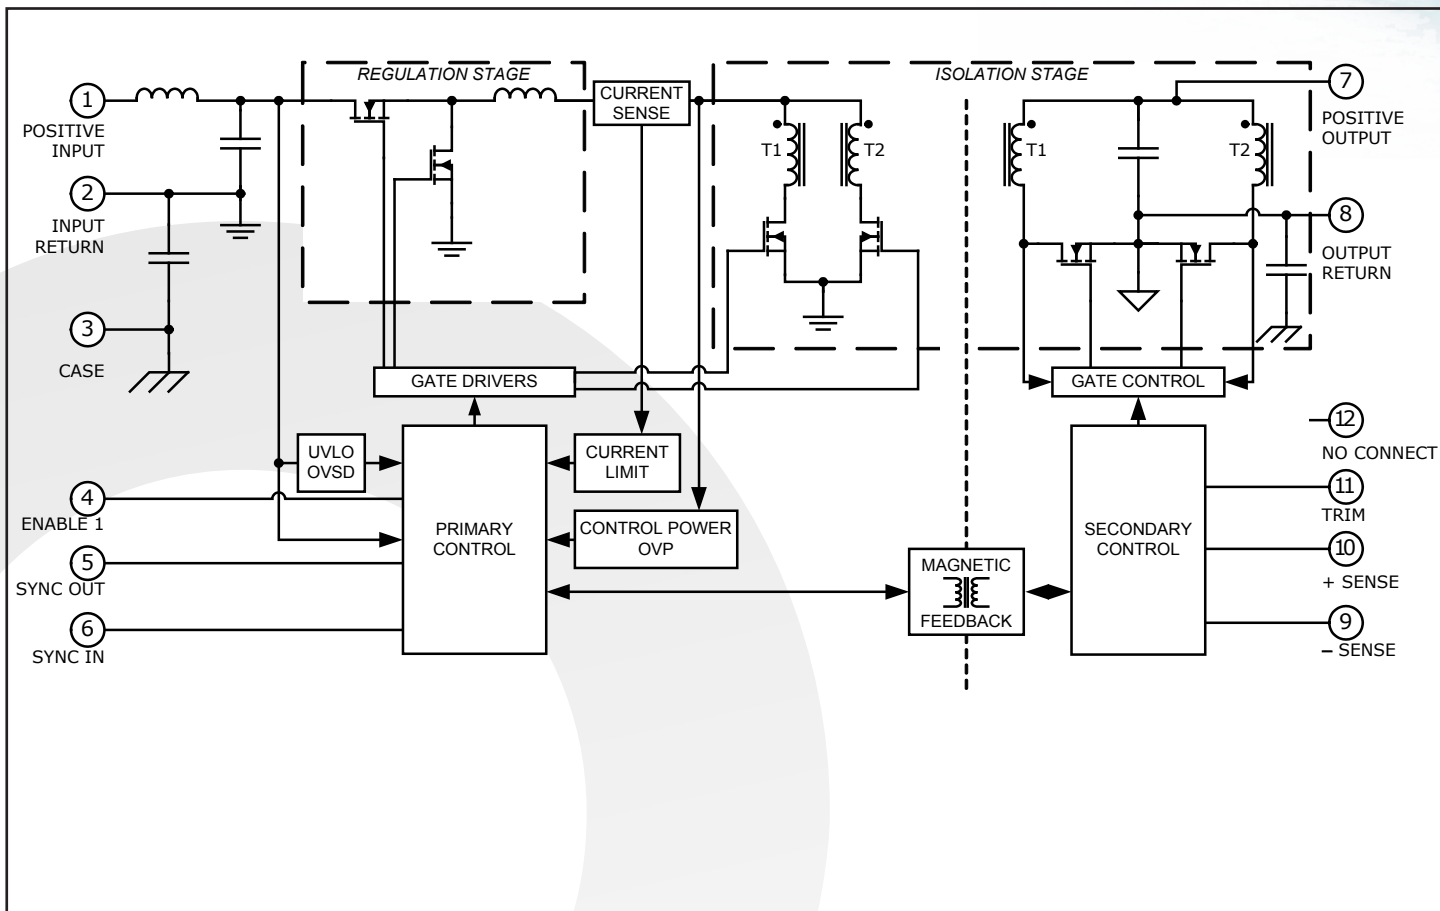 REGULATION STAGE
ISOLATION STAGE
1
POSITIVE
INPUT
CURRENT
SENSE
7
POSITIVE
OUTPUT
T1
T2
T1
T2
2
INPUT
RETURN
8
OUTPUT
RETURN
3
CASE
GATE DRIVERS
GATE CONTROL
12
NO CONNECT
UVLO
OVSD
CURRENT
LIMIT
4
ENABLE 1
11
TRIM
PRIMARY
CONTROL
CONTROL POWER
OVP
SECONDARY
CONTROL
5
SYNC OUT
10
+ SENSE
MAGNETIC
FEEDBACK
6
SYNC IN
9
– SENSE